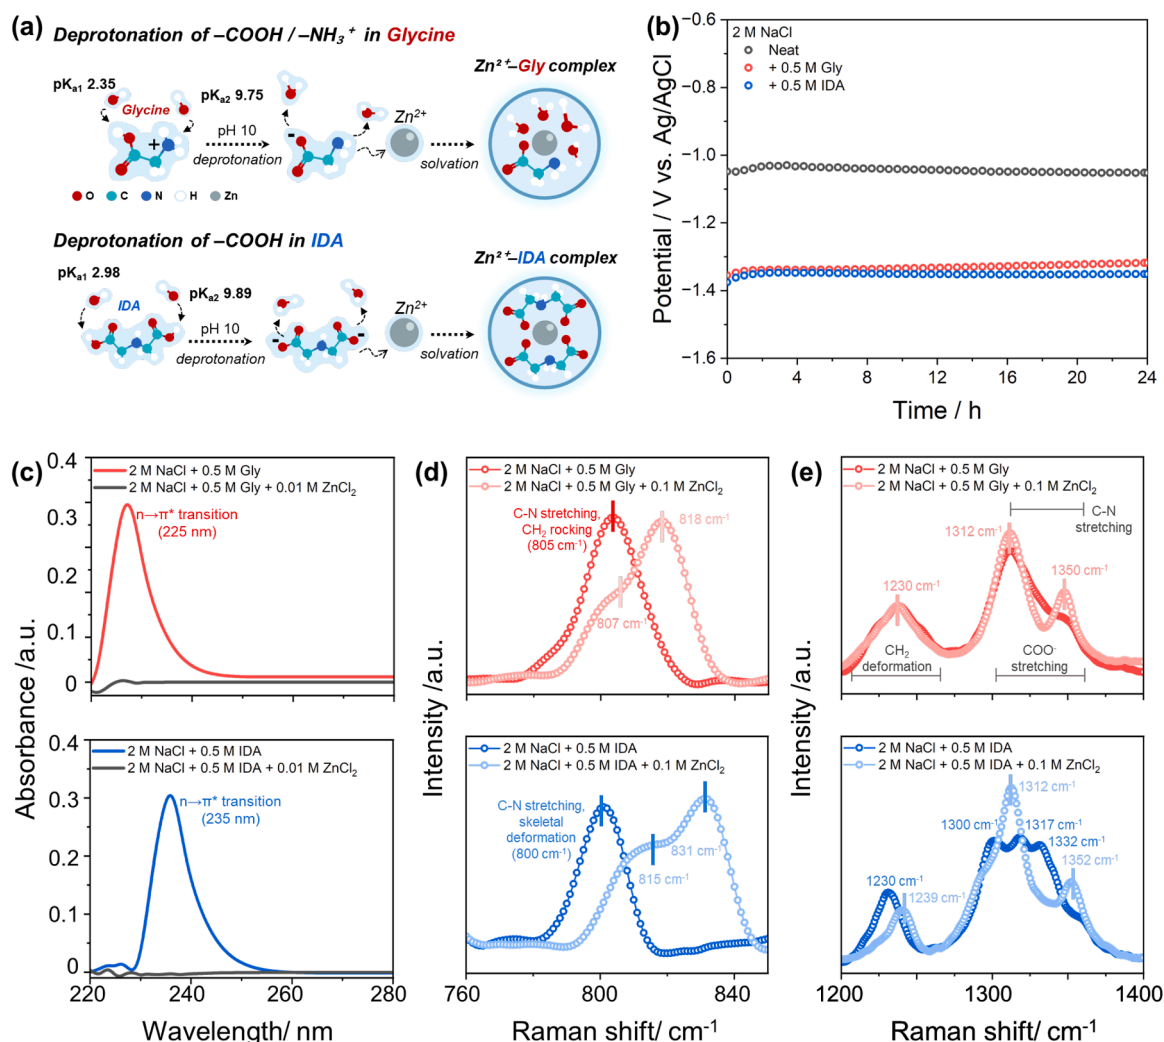 (a)
Deprotonation of –COOH / –NH₃⁺ in Glycine
pKa1 2.35
Glycine
+
pKa2 9.75
pH 10
deprotonation
-
Zn²⁺
solvation
Zn²⁺–Gly complex
O C N H Zn
Deprotonation of –COOH in IDA
pKa1 2.98
IDA
pKa2 9.89
pH 10
deprotonation
-
-
Zn²⁺
solvation
Zn²⁺–IDA complex
(b)
Potential / V vs. Ag/AgCl
−0.6
−0.8
−1.0
−1.2
−1.4
−1.6
2 M NaCl
Neat
+ 0.5 M Gly
+ 0.5 M IDA
0 4 8 12 16 20 24
Time / h
(c)
Absorbance /a.u.
0.4
0.3
0.2
0.1
0
2 M NaCl + 0.5 M Gly
2 M NaCl + 0.5 M Gly + 0.01 M ZnCl₂
n→π* transition
(225 nm)
0.4
0.3
0.2
0.1
0
2 M NaCl + 0.5 M IDA
2 M NaCl + 0.5 M IDA + 0.01 M ZnCl₂
n→π* transition
(235 nm)
220 240 260 280
Wavelength/ nm
(d)
Intensity /a.u.
2 M NaCl + 0.5 M Gly
2 M NaCl + 0.5 M Gly + 0.1 M ZnCl₂
C-N stretching,
CH₂ rocking
(805 cm⁻¹)
818 cm⁻¹
807 cm⁻¹
2 M NaCl + 0.5 M IDA
2 M NaCl + 0.5 M IDA + 0.1 M ZnCl₂
C-N stretching,
skeletal
deformation
(800 cm⁻¹)
831 cm⁻¹
815 cm⁻¹
760 800 840
Raman shift/ cm⁻¹
(e)
Intensity /a.u.
2 M NaCl + 0.5 M Gly
2 M NaCl + 0.5 M Gly + 0.1 M ZnCl₂
1312 cm⁻¹
C-N
stretching
1230 cm⁻¹
1350 cm⁻¹
CH₂
deformation
COO⁻
stretching
2 M NaCl + 0.5 M IDA
2 M NaCl + 0.5 M IDA + 0.1 M ZnCl₂
1312 cm⁻¹
1300 cm⁻¹
1317 cm⁻¹
1332 cm⁻¹
1352 cm⁻¹
1230 cm⁻¹
1239 cm⁻¹
1200 1300 1400
Raman shift/ cm⁻¹